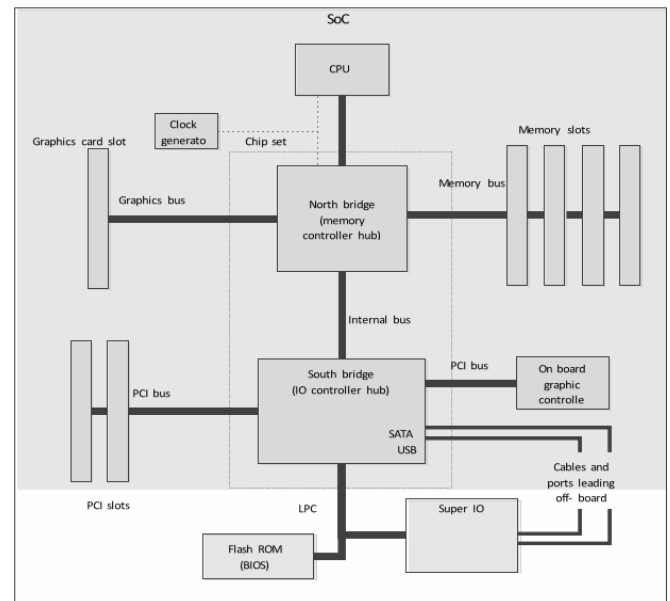 SoC
CPU
Clock
generato
Graphics card slot
Chip set
Memory slots
Graphics bus
North bridge
(memory
controller hub)
Memory bus
Internal bus
South bridge
(IO controller hub)
PCI bus
PCI bus
On board
graphic
controlle
SATA
USB
Cables and
ports leading
off- board
PCI slots
LPC
Super IO
Flash ROM
(BIOS)